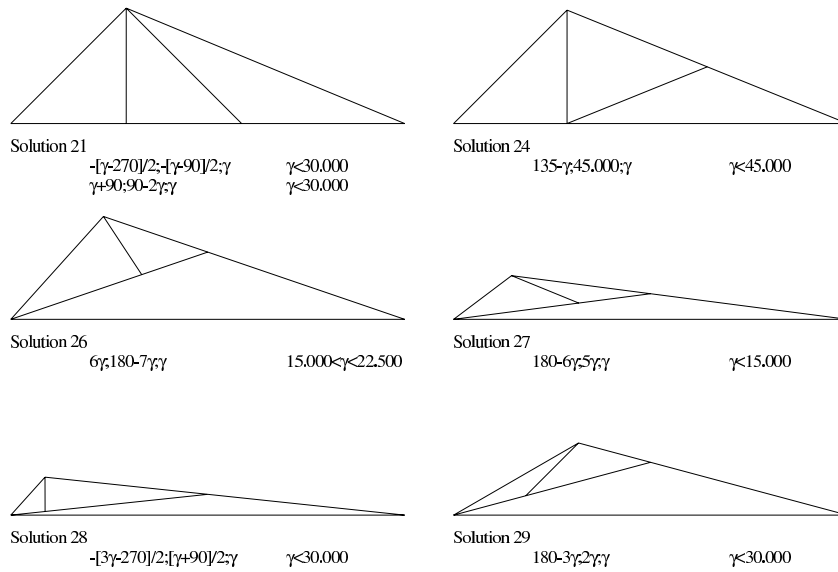 Solution 21
-[γ-270]/2;-[γ-90]/2;γ γ<30.000
γ+90;90-2γ;γ γ<30.000
Solution 24
135-γ;45.000;γ γ<45.000
Solution 26
6γ;180-7γ;γ 15.000<γ<22.500
Solution 27
180-6γ;5γ;γ γ<15.000
Solution 28
-[3γ-270]/2;[γ+90]/2;γ γ<30.000
Solution 29
180-3γ;2γ;γ γ<30.000